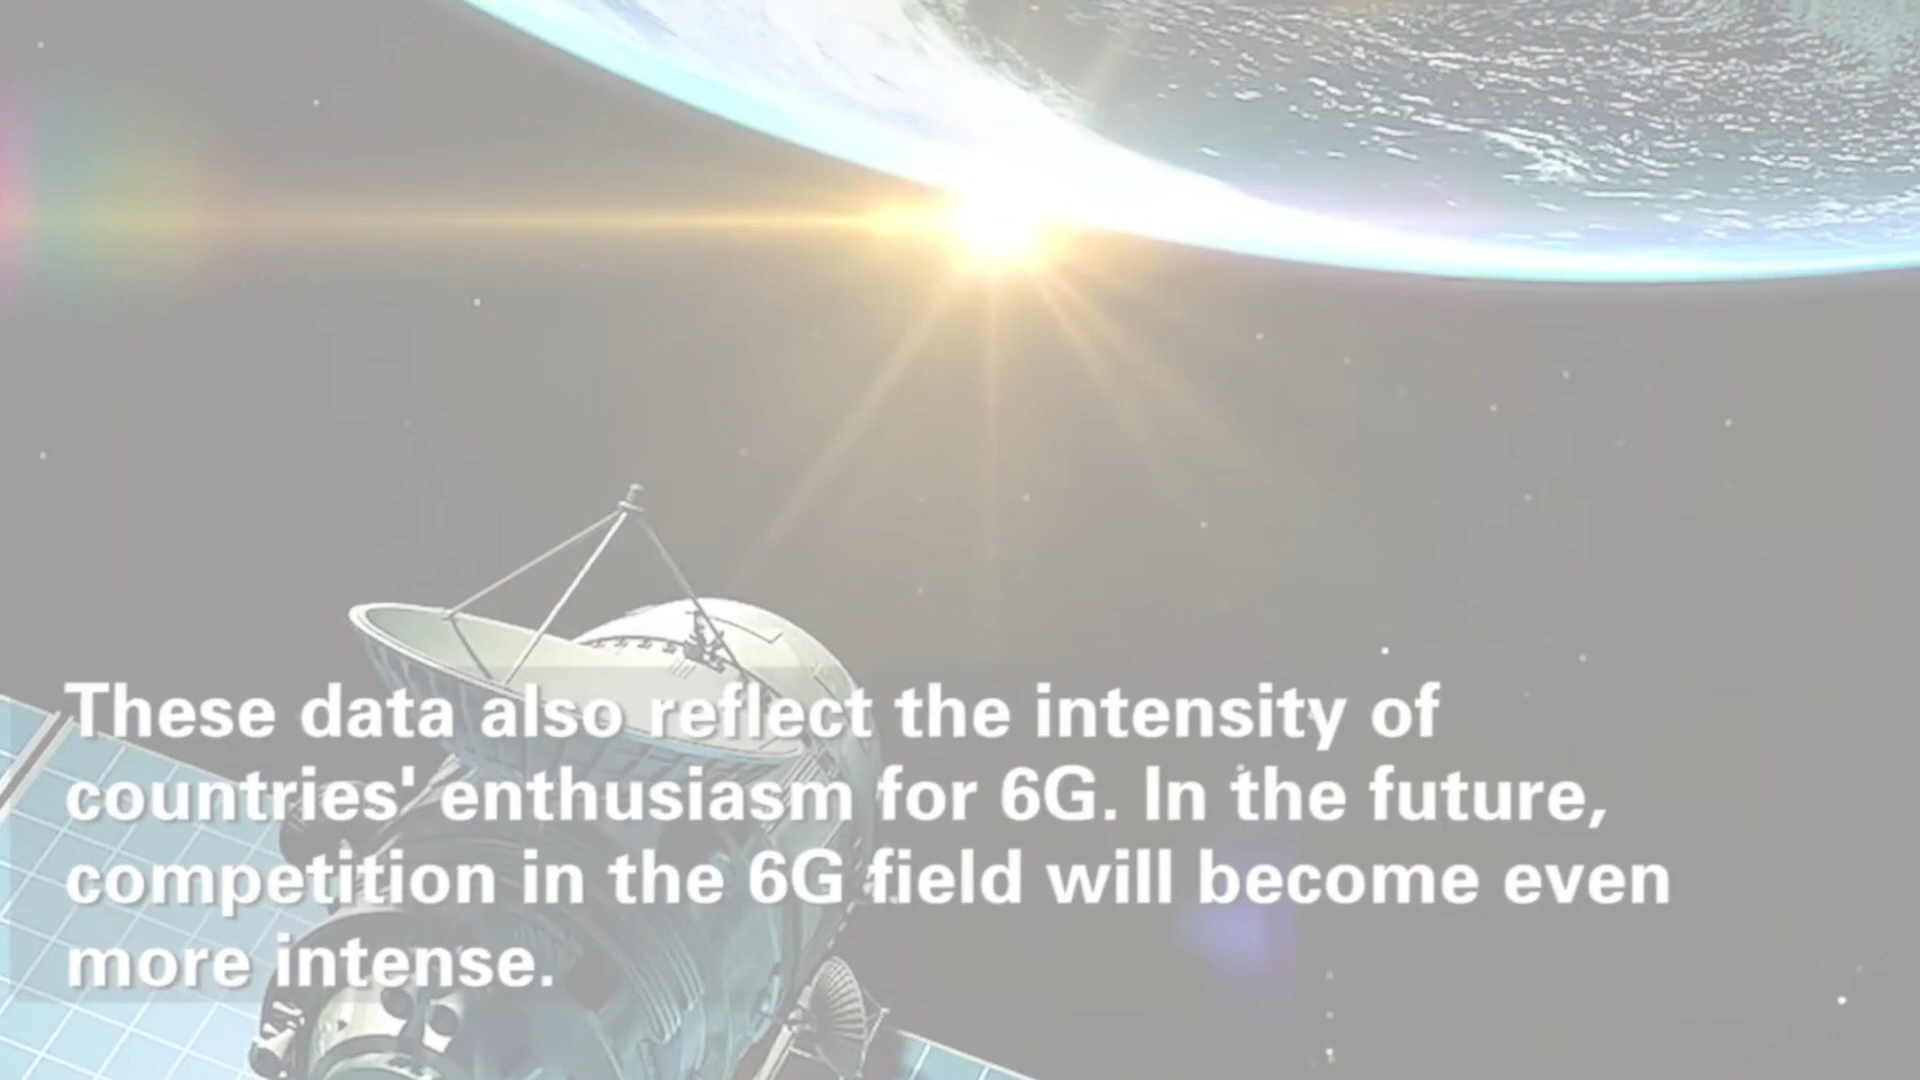 These data also reflect the intensity of
countries' enthusiasm for 6G. In the future,
competition in the 6G field will become even
more intense.